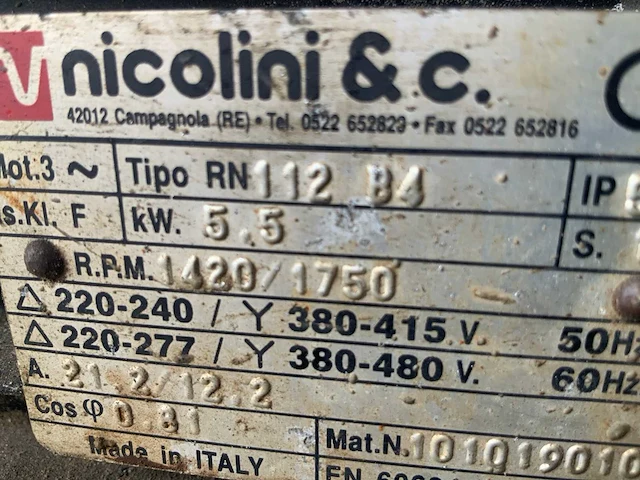 nicolini & c.
42012 Campagnola (RE) • Tel. 0522 652829 • Fax 0522 652816
Mot.3 ~ Tipo RN 112 B4 IP
Is.Kl. F kW. 5.5 S.
R.P.M. 1420/1750
△ 220-240 / Y 380-415 V. 50Hz
△ 220-277 / Y 380-480 V. 60Hz
A. 21.2/12.2
Cos φ 0.81
Made in ITALY
Mat.N. 101019010
EN